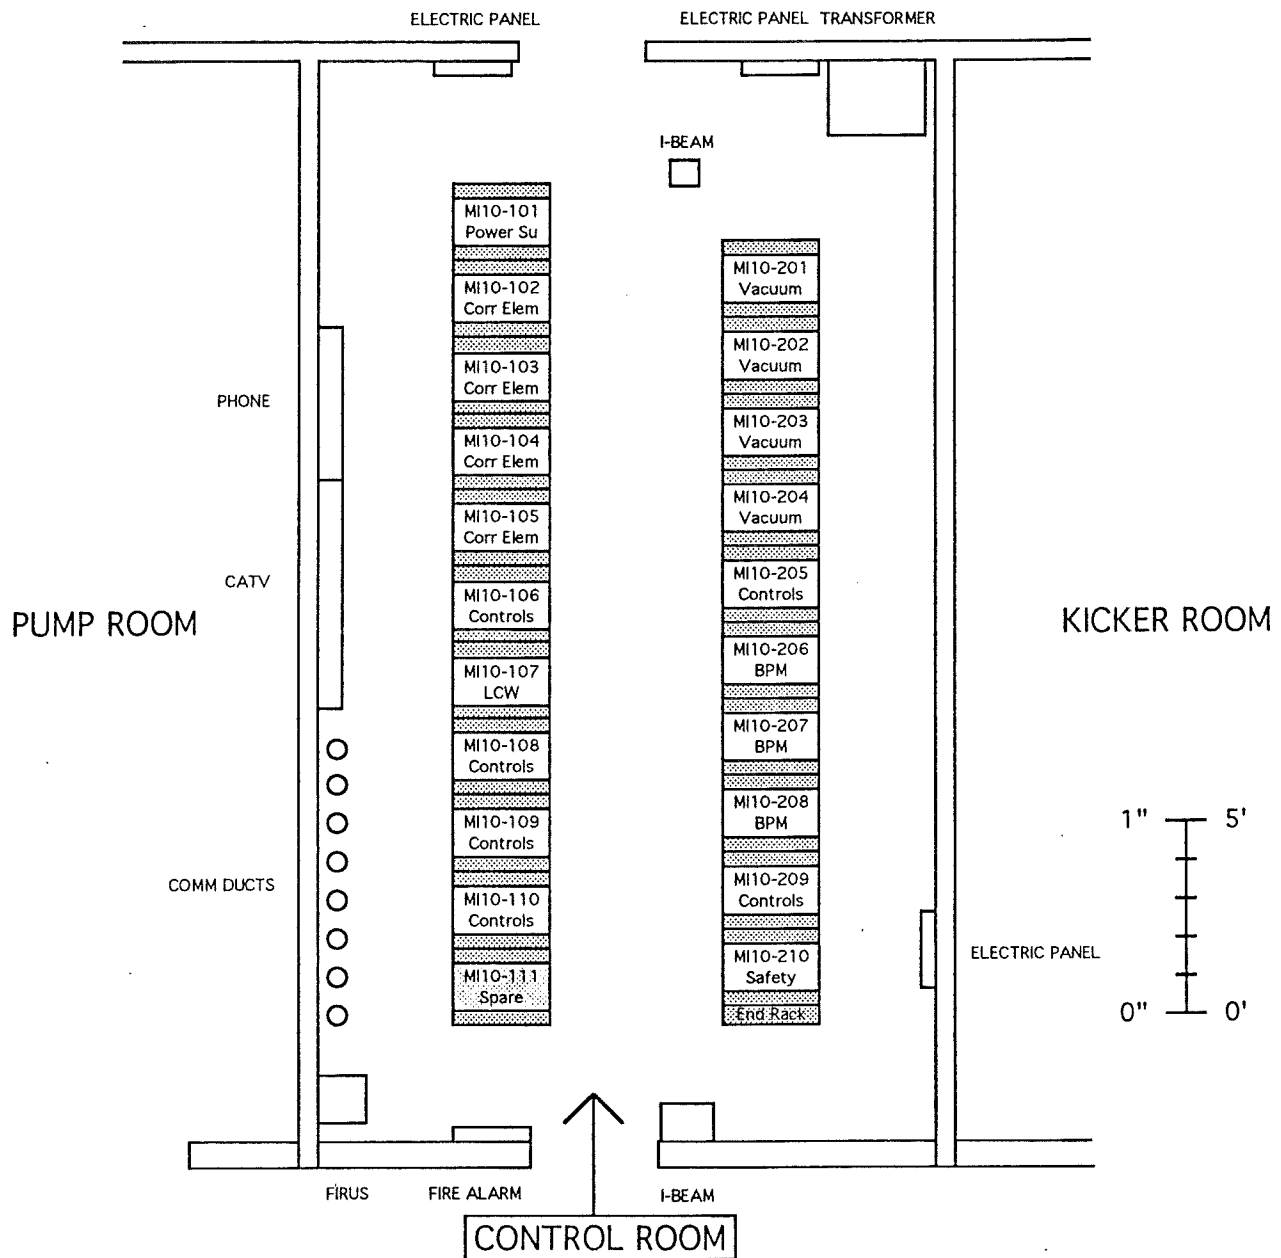 ELECTRIC PANEL
ELECTRIC PANEL TRANSFORMER
I-BEAM
MI10-101
Power Su
MI10-102
Corr Elem
MI10-103
Corr Elem
MI10-104
Corr Elem
MI10-105
Corr Elem
MI10-106
Controls
MI10-107
LCW
MI10-108
Controls
MI10-109
Controls
MI10-110
Controls
MI10-111
Spare
MI10-201
Vacuum
MI10-202
Vacuum
MI10-203
Vacuum
MI10-204
Vacuum
MI10-205
Controls
MI10-206
BPM
MI10-207
BPM
MI10-208
BPM
MI10-209
Controls
MI10-210
Safety
End Rack
PHONE
CATV
PUMP ROOM
COMM DUCTS
KICKER ROOM
1" 5'
0" 0'
ELECTRIC PANEL
FIRUS
FIRE ALARM
I-BEAM
CONTROL ROOM